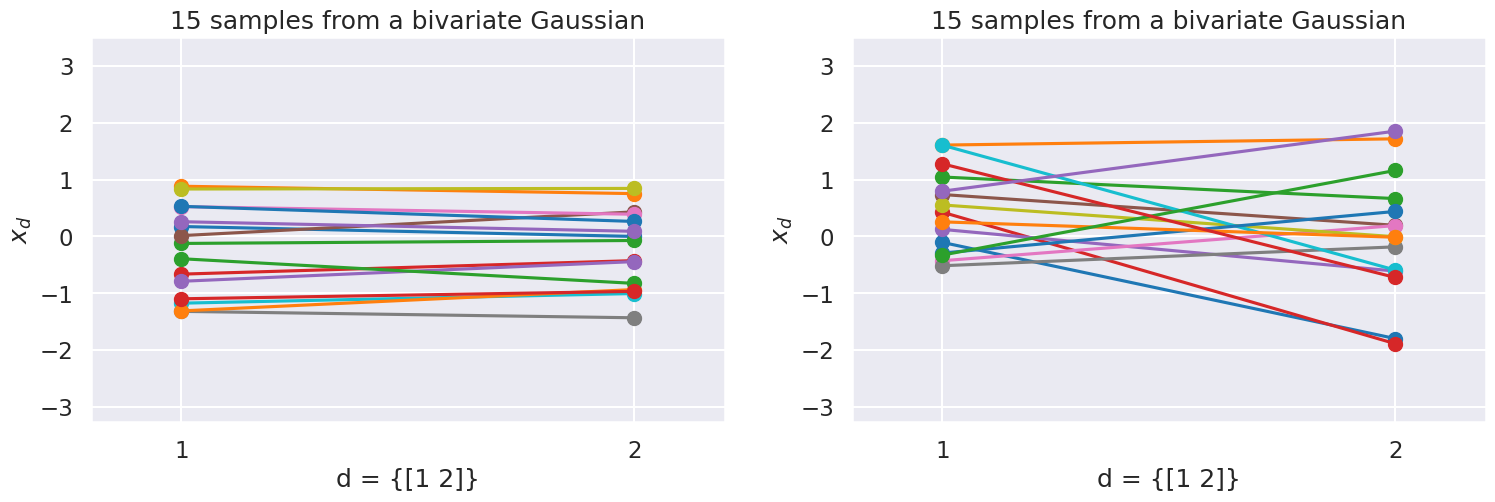 15 samples from a bivariate Gaussian
3
2
1
0
−1
−2
−3
x_d
1 2
d = {[1 2]}
15 samples from a bivariate Gaussian
3
2
1
0
−1
−2
−3
x_d
1 2
d = {[1 2]}